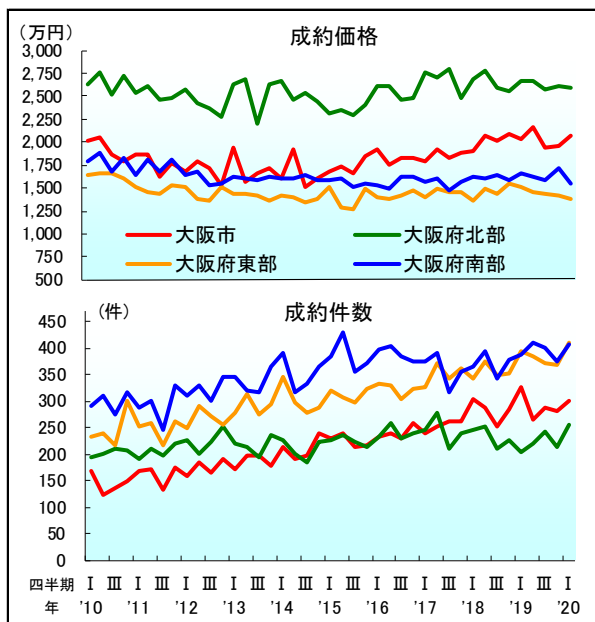 (万円)
成約価格
3,000
2,750
2,500
2,250
2,000
1,750
1,500
1,250
1,000
750
500
大阪市
大阪府北部
大阪府東部
大阪府南部
(件)
成約件数
450
400
350
300
250
200
150
100
50
0
四半期 Ⅰ Ⅲ Ⅰ Ⅲ Ⅰ Ⅲ Ⅰ Ⅲ Ⅰ Ⅲ Ⅰ Ⅲ Ⅰ Ⅲ Ⅰ Ⅲ Ⅰ Ⅲ Ⅰ Ⅲ Ⅰ
年 '10 '11 '12 '13 '14 '15 '16 '17 '18 '19 '20